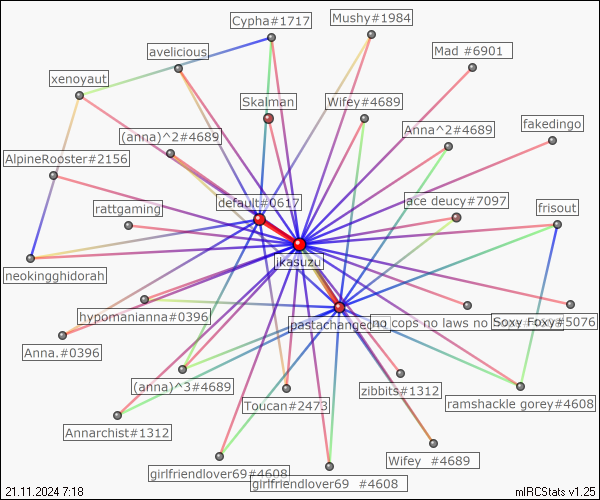 Cypha#1717
Mushy#1984
avelicious
Mad #6901
xenoyaut
Skalman
Wifey#4689
fakedingo
(anna)^2#4689
Anna^2#4689
AlpineRooster#2156
default#0617
ace deucy#7097
rattgaming
frisout
jkasuzu
neokingghidorah
hypomanianna#0396
pastachange
no cops no laws no
Soxy Foxy#5076
Anna.#0396
(anna)^3#4689
zibbits#1312
Toucan#2473
ramshackle gorey#4608
Annarchist#1312
Wifey #4689
girlfriendlover69#4608
girlfriendlover69 #4608
21.11.2024 7:18
mIRCStats v1.25